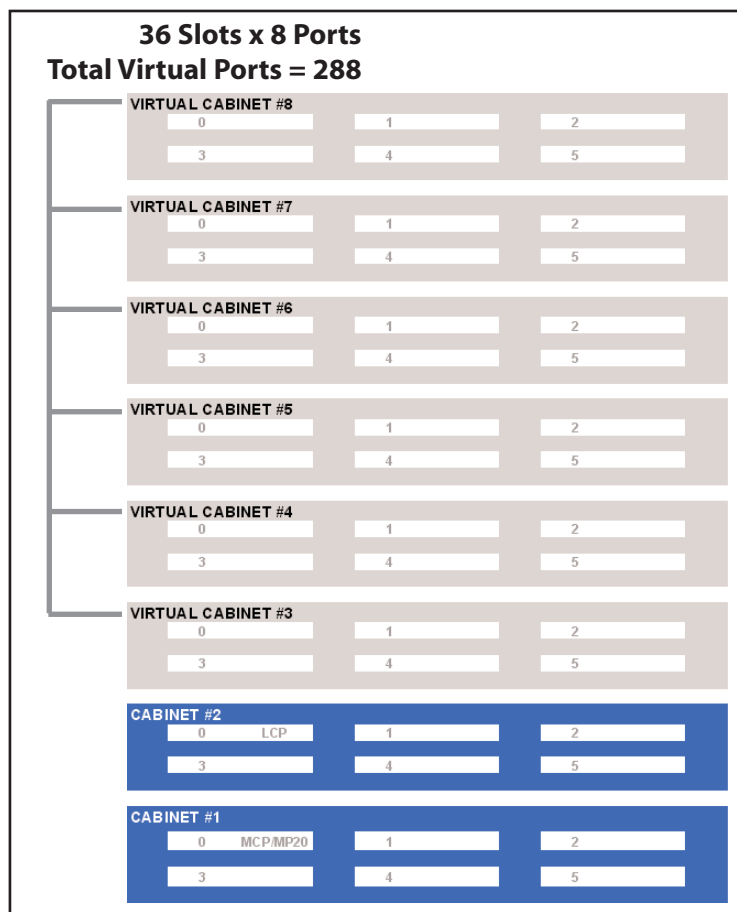 36 Slots x 8 Ports
Total Virtual Ports = 288
VIRTUAL CABINET #8
0 1 2
3 4 5
VIRTUAL CABINET #7
0 1 2
3 4 5
VIRTUAL CABINET #6
0 1 2
3 4 5
VIRTUAL CABINET #5
0 1 2
3 4 5
VIRTUAL CABINET #4
0 1 2
3 4 5
VIRTUAL CABINET #3
0 1 2
3 4 5
CABINET #2
0 LCP 1 2
3 4 5
CABINET #1
0 MCP/MP20 1 2
3 4 5